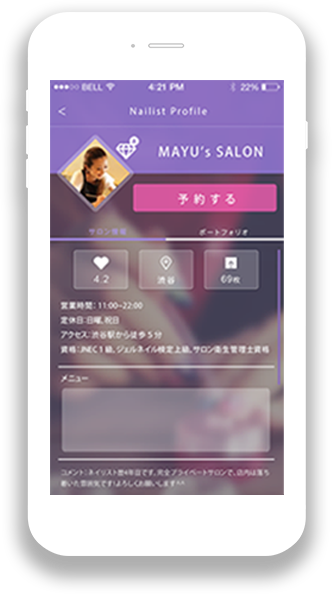 BELL 4:21 PM 22%
< Nailist Profile
MAYU's SALON
予約する
サロン情報 ポートフォリオ
4.2 渋谷 69枚
営業時間：11:00~22:00
定休日：日曜，祝日
アクセス：渋谷駅から徒歩５分
資格：JNEC１級，ジェルネイル検定上級，サロン衛生管理士資格
メニュー
コメント：ネイリスト歴4年目です。完全プライベートサロンで、店内は落ち
着いた雰囲気です！よろしくお願いします^^